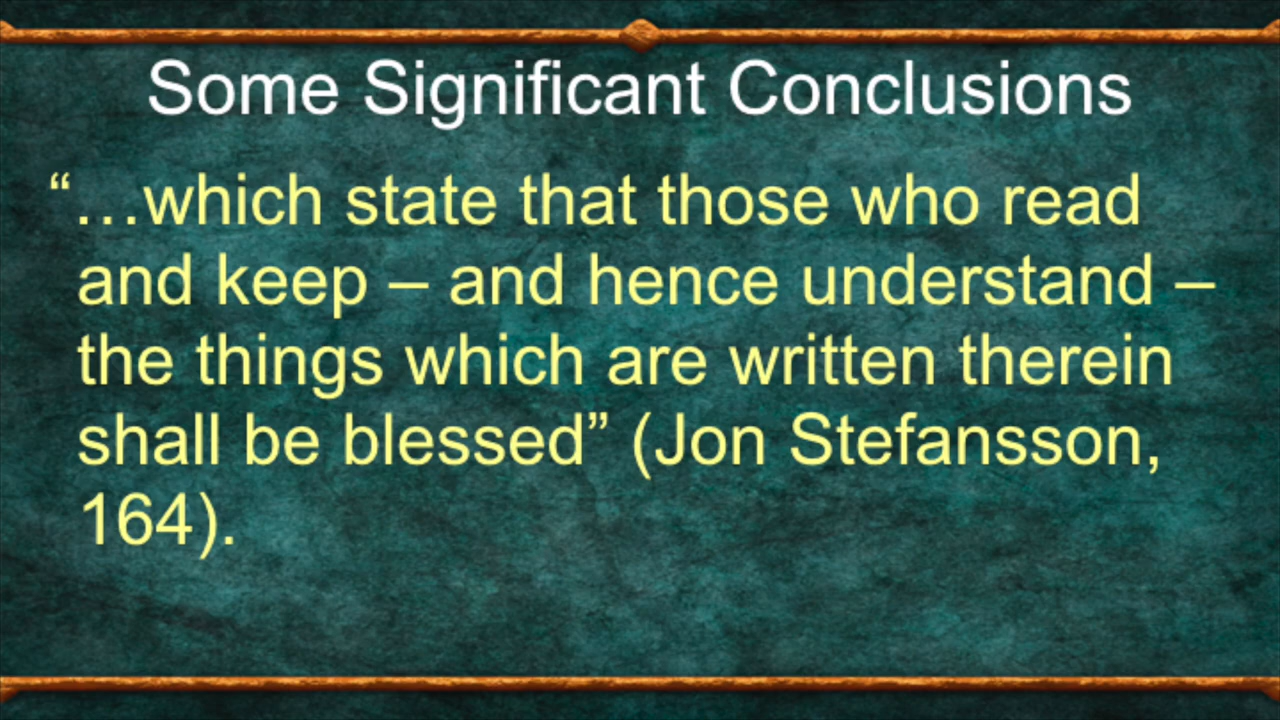 Some Significant Conclusions
“…which state that those who read
and keep – and hence understand –
the things which are written therein
shall be blessed” (Jon Stefansson,
164).